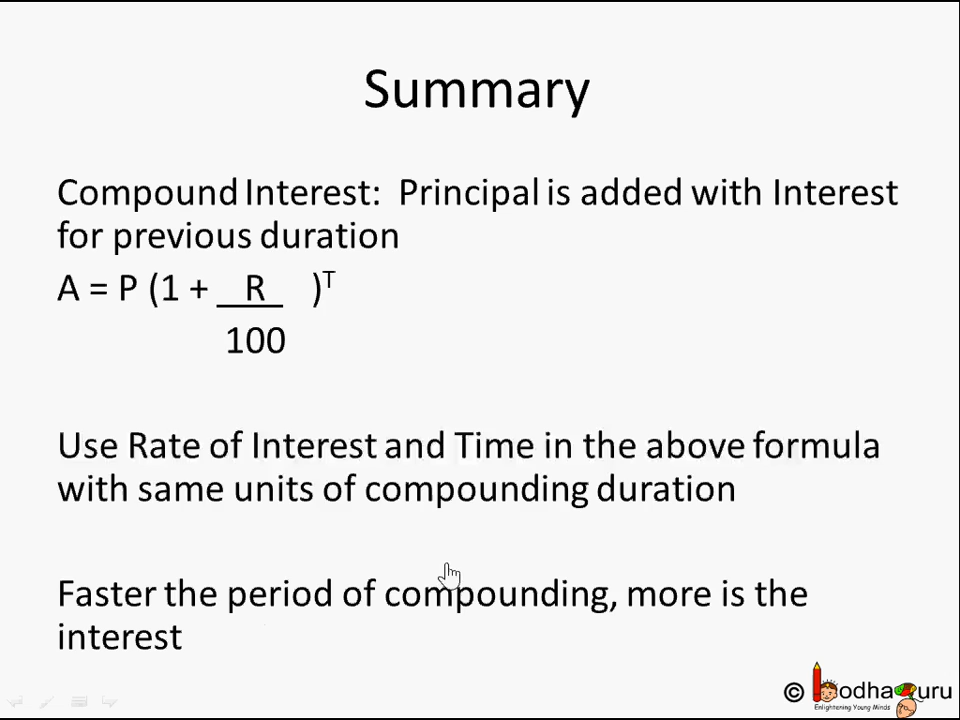 Summary
Compound Interest: Principal is added with Interest
for previous duration
A = P (1 + R )ᵀ
100
Use Rate of Interest and Time in the above formula
with same units of compounding duration
Faster the period of compounding, more is the
interest
© BodhaGuru
Enlightening Young Minds